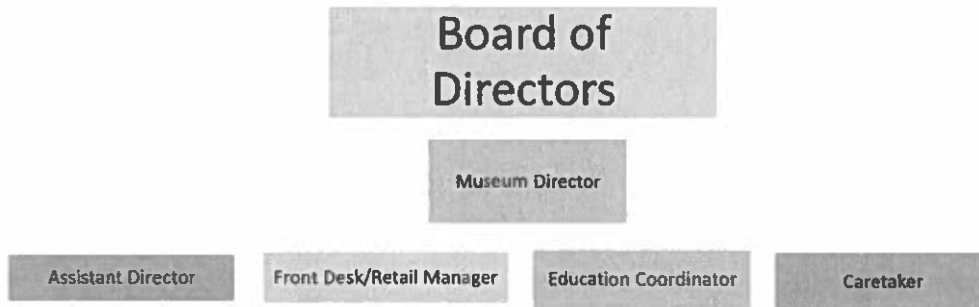 Board of
Directors
Museum Director
Assistant Director
Front Desk/Retail Manager
Education Coordinator
Caretaker